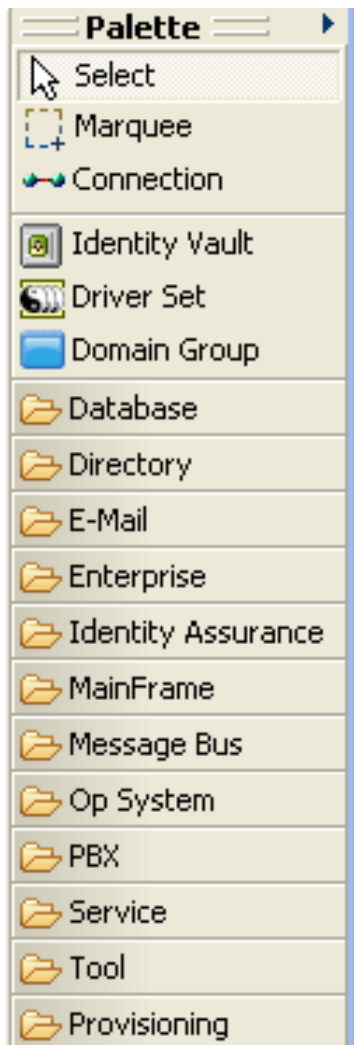 Palette
Select
Marquee
Connection
Identity Vault
Driver Set
Domain Group
Database
Directory
E-Mail
Enterprise
Identity Assurance
MainFrame
Message Bus
Op System
PBX
Service
Tool
Provisioning